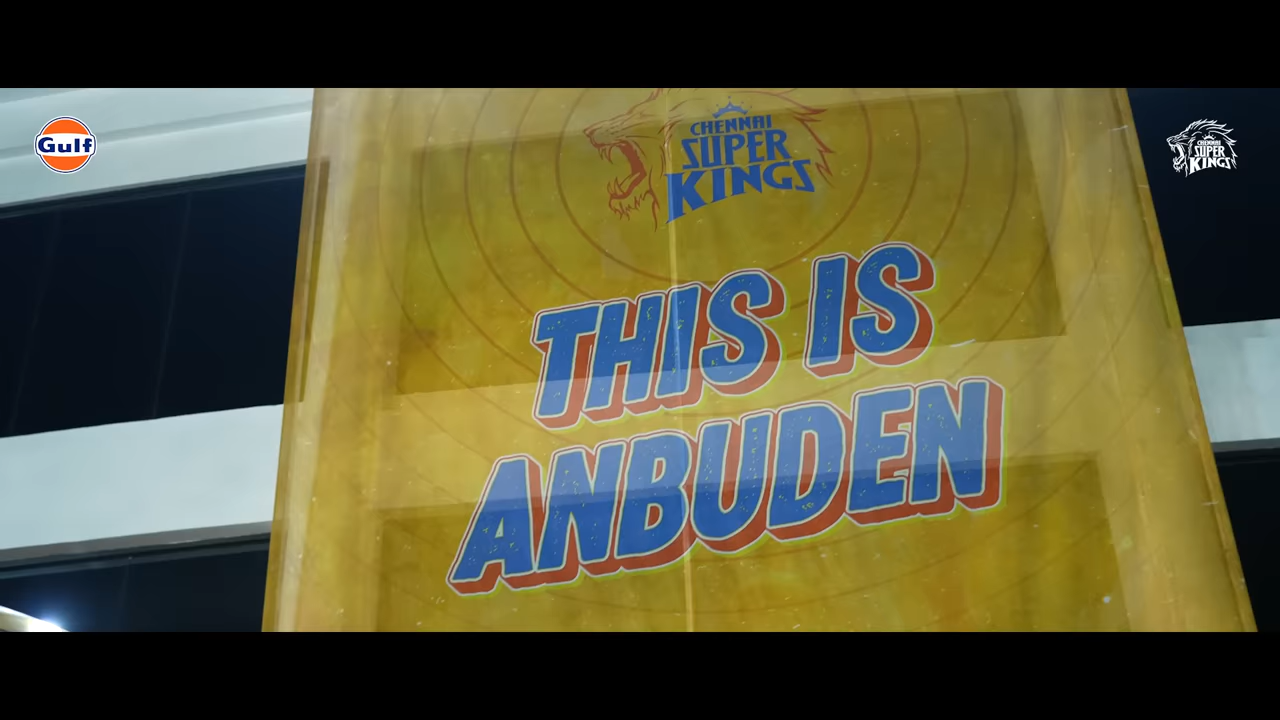 Gulf
CHENNAI
SUPER
KINGS
CHENNAI
SUPER
KINGS
THIS IS
ANBUDEN